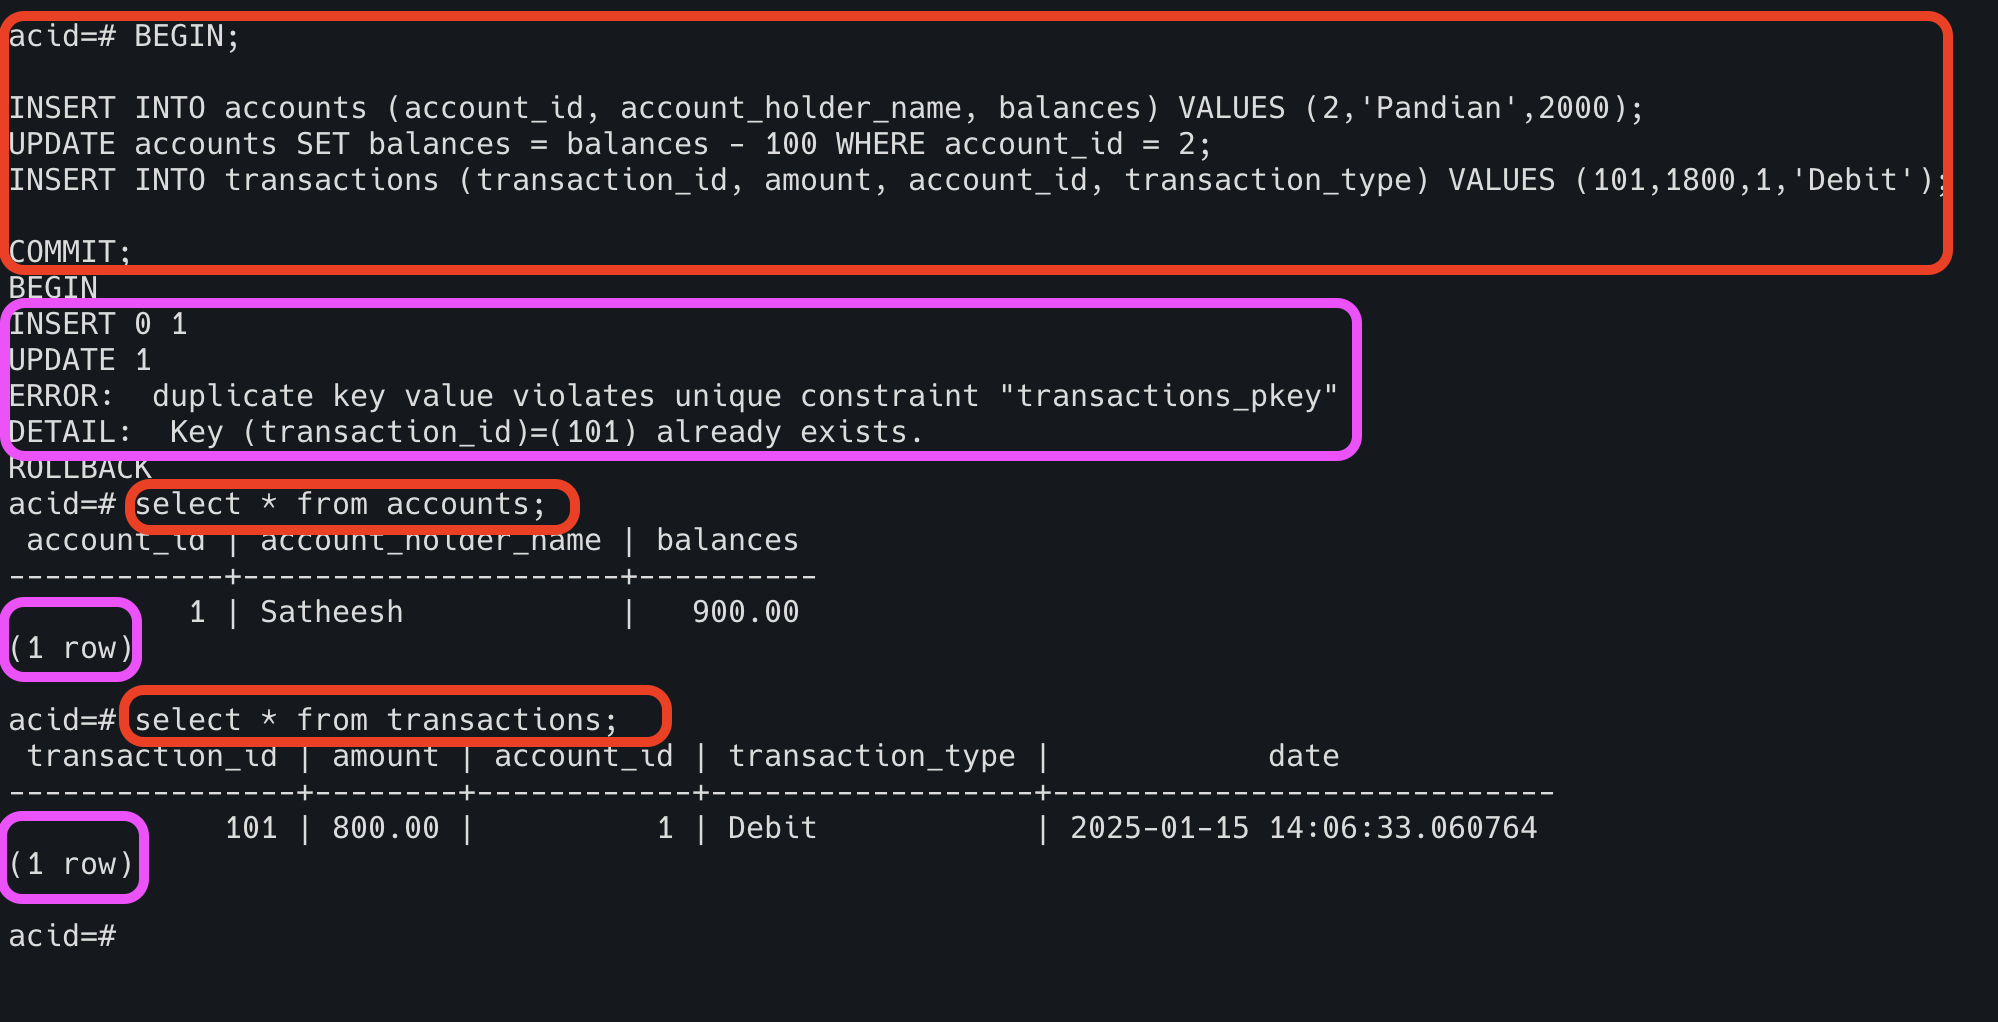 acid=# BEGIN;
INSERT INTO accounts (account_id, account_holder_name, balances) VALUES (2,'Pandian',2000);
UPDATE accounts SET balances = balances - 100 WHERE account_id = 2;
INSERT INTO transactions (transaction_id, amount, account_id, transaction_type) VALUES (101,1800,1,'Debit');
COMMIT;
BEGIN
INSERT 0 1
UPDATE 1
ERROR:  duplicate key value violates unique constraint "transactions_pkey"
DETAIL:  Key (transaction_id)=(101) already exists.
ROLLBACK
acid=# select * from accounts;
 account_id | account_holder_name | balances
------------+---------------------+----------
          1 | Satheesh            |   900.00
(1 row)
acid=# select * from transactions;
 transaction_id | amount | account_id | transaction_type |            date
----------------+--------+------------+------------------+----------------------------
            101 | 800.00 |          1 | Debit            | 2025-01-15 14:06:33.060764
(1 row)
acid=#